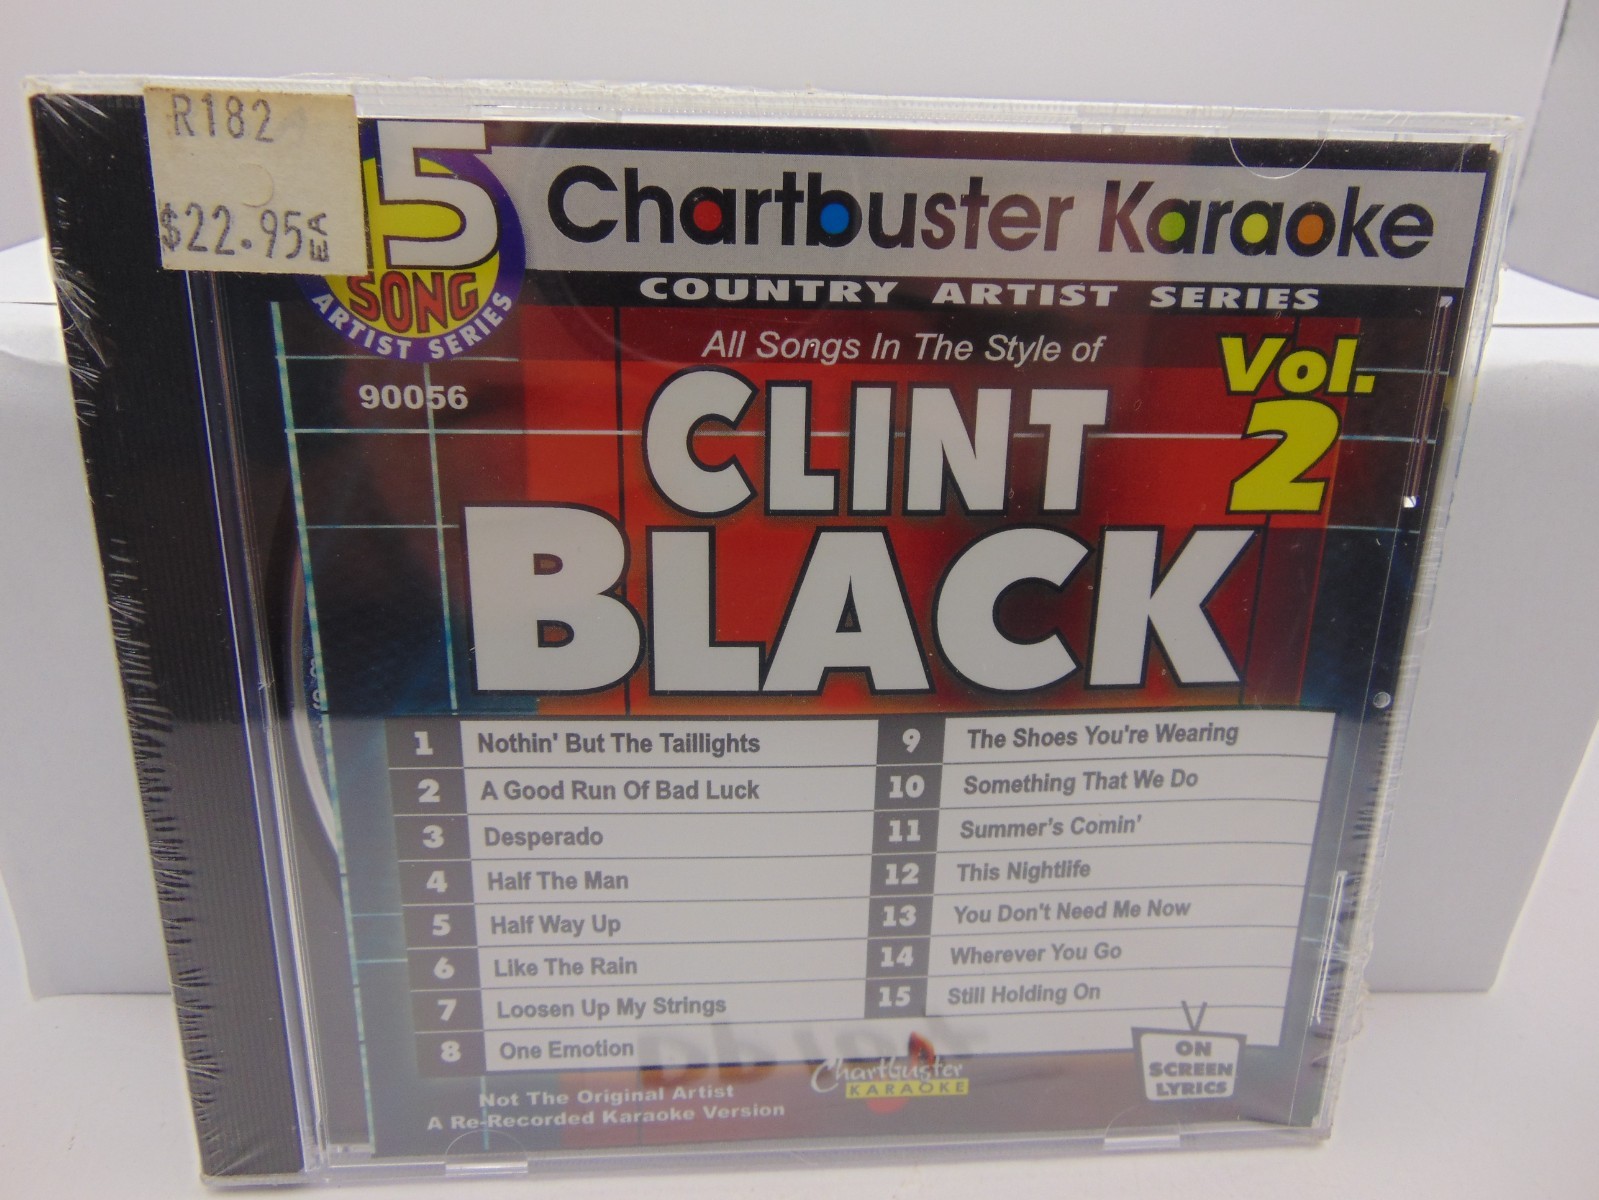 R182
$22.95 EA
5
SONG
ARTIST SERIES
Chartbuster Karaoke
COUNTRY ARTIST SERIES
All Songs In The Style of
90056
Vol.
2
CLINT
BLACK
1 Nothin' But The Taillights
2 A Good Run Of Bad Luck
3 Desperado
4 Half The Man
5 Half Way Up
6 Like The Rain
7 Loosen Up My Strings
8 One Emotion
9 The Shoes You're Wearing
10 Something That We Do
11 Summer's Comin'
12 This Nightlife
13 You Don't Need Me Now
14 Wherever You Go
15 Still Holding On
Not The Original Artist
A Re-Recorded Karaoke Version
Chartbuster
KARAOKE
ON
SCREEN
LYRICS